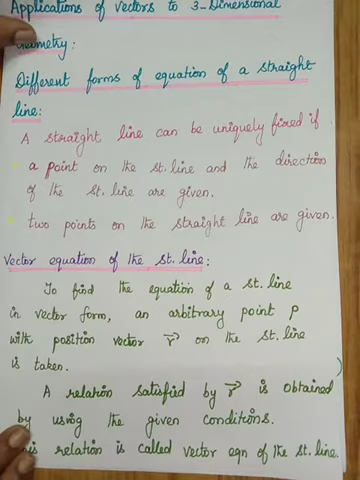 Applications of vectors to 3-Dimensional
Geometry:
Different forms of equation of a straight
line:
A straight line can be uniquely fixed if
a point on the st.line and the direction
of the st.line are given.
two points on the straight line are given.
Vector equation of the st.line:
To find the equation of a st.line
in vector form, an arbitrary point P
with position vector r⃗ on the st.line
is taken.
A relation satisfied by r⃗ is obtained
by using the given conditions.
This relation is called vector eqn of the st.line.